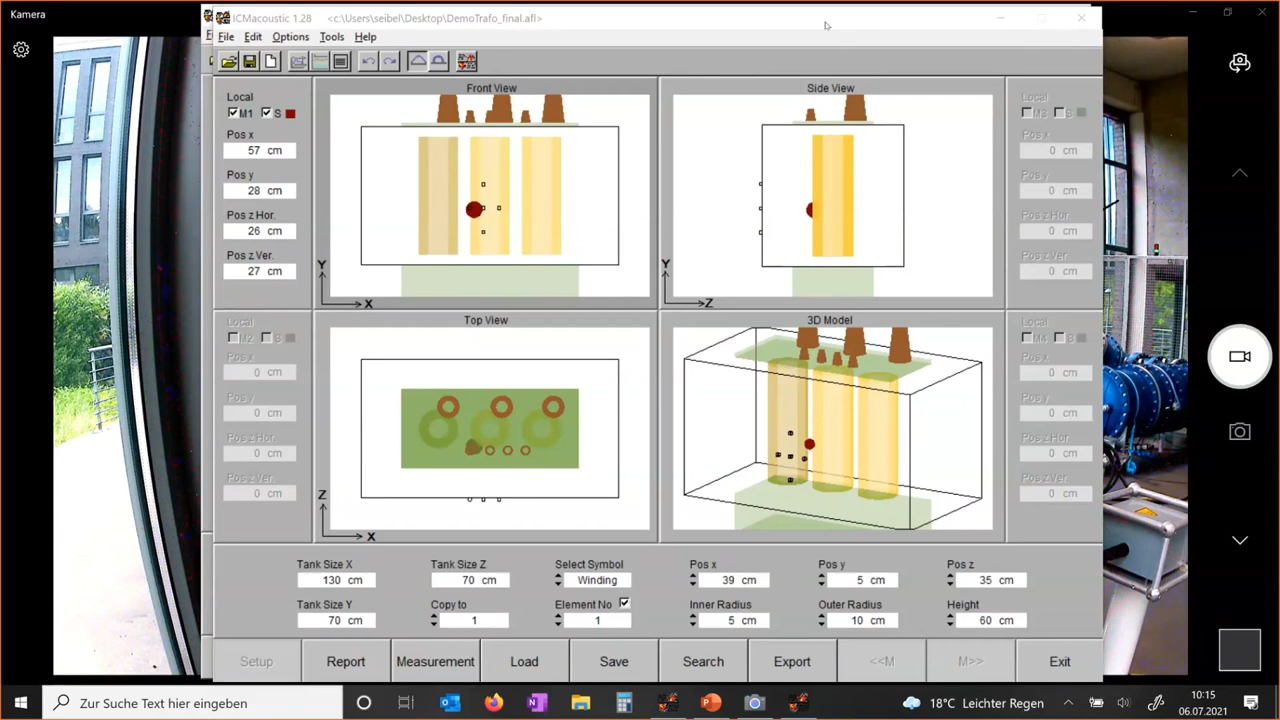 Kamera
ICMacoustic 1.28 <c:\Users\seibel\Desktop\DemoTrafo_final.afl>
File Edit Options Tools Help
Front View
Side View
Local
M1 S
Pos x
57 cm
Pos y
28 cm
Pos z Hor.
26 cm
Pos z Ver.
27 cm
Y
X
Y
Z
Local
M3 S
Pos x
0 cm
Pos y
0 cm
Pos z Hor
0 cm
Pos z Ver
0 cm
Top View
3D Model
Local
M2 S
Pos x
0 cm
Pos y
0 cm
Pos z Hor
0 cm
Pos z Ver.
0 cm
Z
X
Local
M4 S
Pos x
0 cm
Pos y
0 cm
Pos z Hor
0 cm
Pos z Ver
0 cm
Tank Size X Tank Size Z Select Symbol Pos x Pos y Pos z
130 cm 70 cm Winding 39 cm 5 cm 35 cm
Tank Size Y Copy to Element No Inner Radius Outer Radius Height
70 cm 1 1 5 cm 10 cm 60 cm
Setup Report Measurement Load Save Search Export <<M M>> Exit
Zur Suche Text hier eingeben
18°C Leichter Regen
10:15
06.07.2021